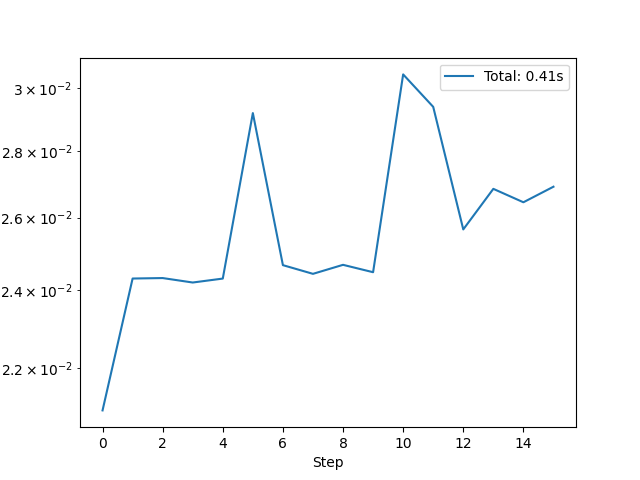 Total: 0.41s
3 × 10⁻²
2.8 × 10⁻²
2.6 × 10⁻²
2.4 × 10⁻²
2.2 × 10⁻²
0 2 4 6 8 10 12 14
Step